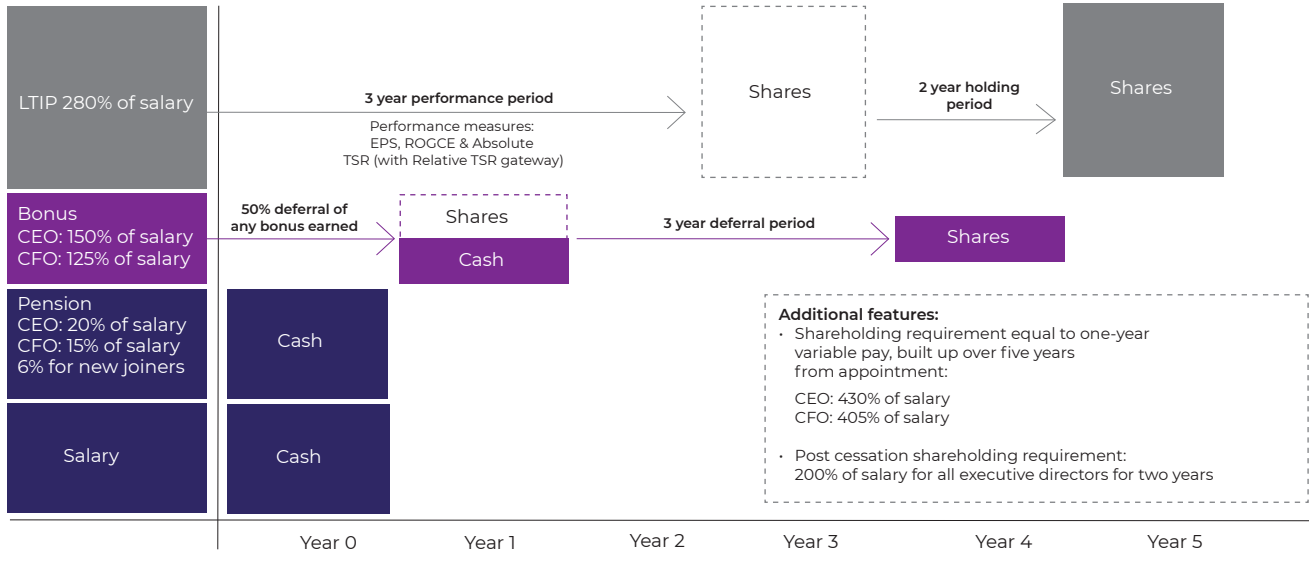 LTIP 280% of salary
3 year performance period
Performance measures:
EPS, ROGCE & Absolute
TSR (with Relative TSR gateway)
Shares
2 year holding
period
Shares
Bonus
CEO: 150% of salary
CFO: 125% of salary
50% deferral of
any bonus earned
Shares
Cash
3 year deferral period
Shares
Pension
CEO: 20% of salary
CFO: 15% of salary
6% for new joiners
Cash
Additional features:
• Shareholding requirement equal to one-year
variable pay, built up over five years
from appointment:
CEO: 430% of salary
CFO: 405% of salary
• Post cessation shareholding requirement:
200% of salary for all executive directors for two years
Salary
Cash
Year 0
Year 1
Year 2
Year 3
Year 4
Year 5